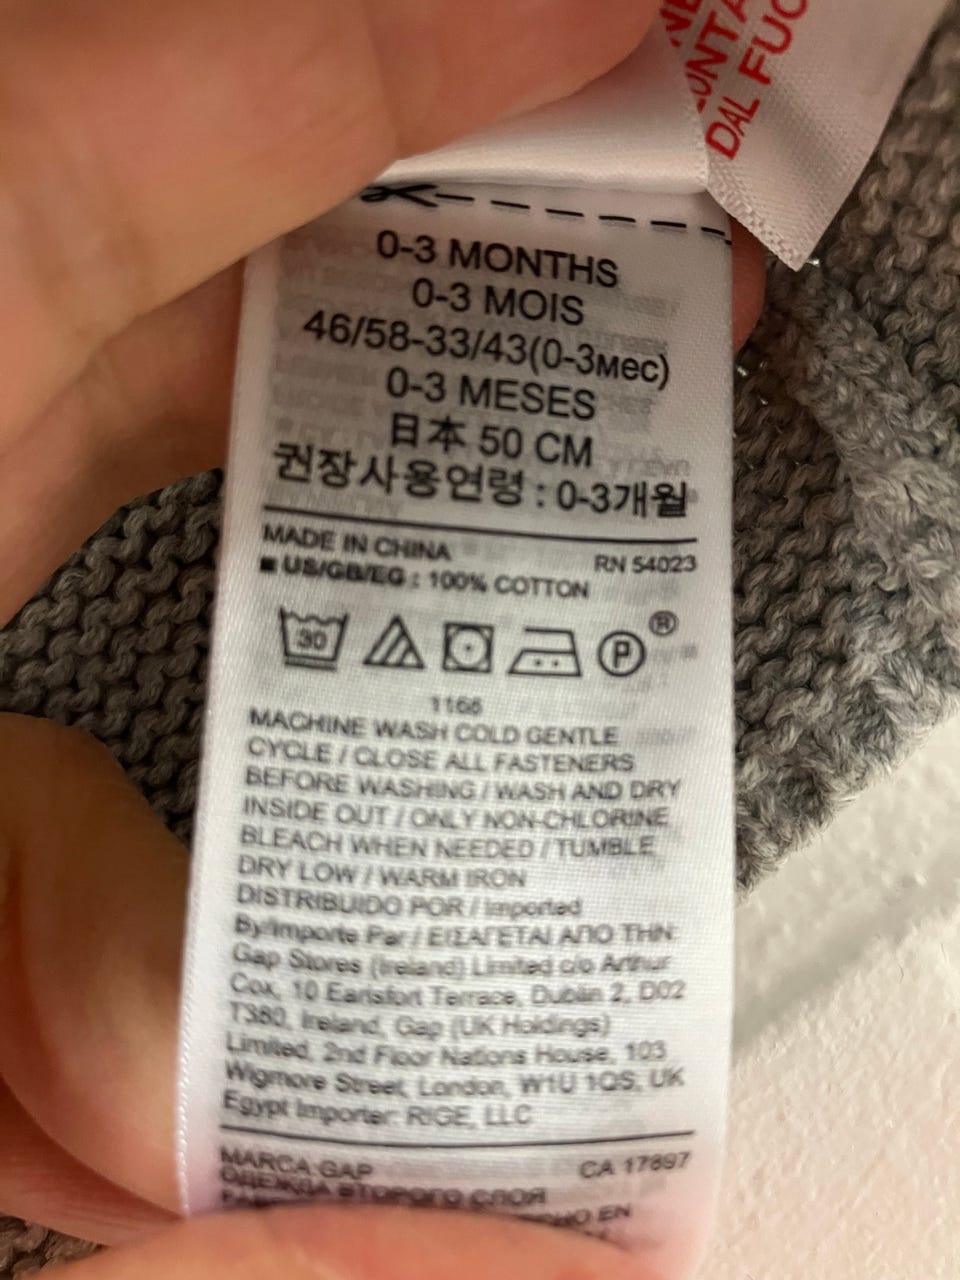 DAL FUO
0-3 MONTHS
0-3 MOIS
46/58-33/43(0-3мес)
0-3 MESES
日本 50 CM
권장사용연령 : 0-3개월
MADE IN CHINA RN 54023
■ US/GB/EG : 100% COTTON
30 P ®
1166
MACHINE WASH COLD GENTLE
CYCLE / CLOSE ALL FASTENERS
BEFORE WASHING / WASH AND DRY
INSIDE OUT / ONLY NON-CHLORINE
BLEACH WHEN NEEDED / TUMBLE
DRY LOW / WARM IRON
DISTRIBUIDO POR / Imported
By/Importe Par / ΕΙΣΑΓΕΤΑΙ ΑΠΟ ΤΗΝ:
Gap Stores (Ireland) Limited c/o Arthur
Cox, 10 Earlsfort Terrace, Dublin 2, D02
T380, Ireland, Gap (UK Holdings)
Limited, 2nd Floor Nations House, 103
Wigmore Street, London, W1U 1QS, UK
Egypt Importer: RIGE, LLC
MARCA:GAP CA 17897
ОДЕЖДА ВТОРОГО СЛОЯ
EN